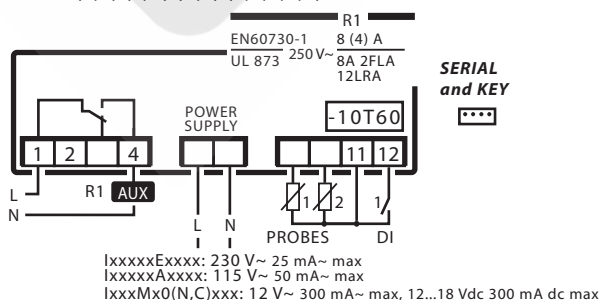 R1
EN60730-1
UL 873
250 V~
8 (4) A
8A 2FLA
12LRA
SERIAL
and KEY
POWER
SUPPLY
-10T60
1 2 4 11 12
L
N
R1 AUX
L N
1 2 1
PROBES DI
IxxxxxExxxx: 230 V~ 25 mA~ max
IxxxxxAxxxx: 115 V~ 50 mA~ max
IxxxMx0(N,C)xxx: 12 V~ 300 mA~ max, 12...18 Vdc 300 mA dc max